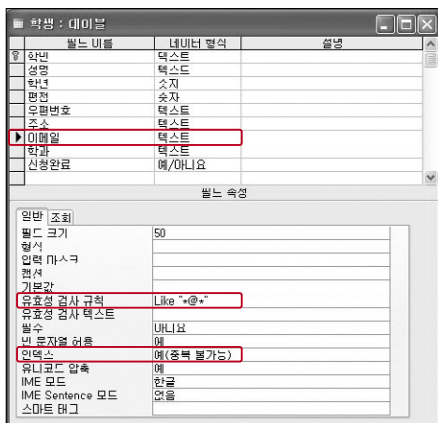 학생 : 테이블
필드 이름 데이터 형식 설명
학번 텍스트
성명 텍스트
학년 숫자
평점 숫자
우편번호 텍스트
주소 텍스트
이메일 텍스트
학과 텍스트
신청완료 예/아니요
필드 속성
일반 조회
필드 크기 50
형식
입력 마스크
캡션
기본값
유효성 검사 규칙 Like "*@*"
유효성 검사 텍스트
필수 아니요
빈 문자열 허용 예
인덱스 예(중복 불가능)
유니코드 압축 예
IME 모드 한글
IME Sentence 모드 없음
스마트 태그